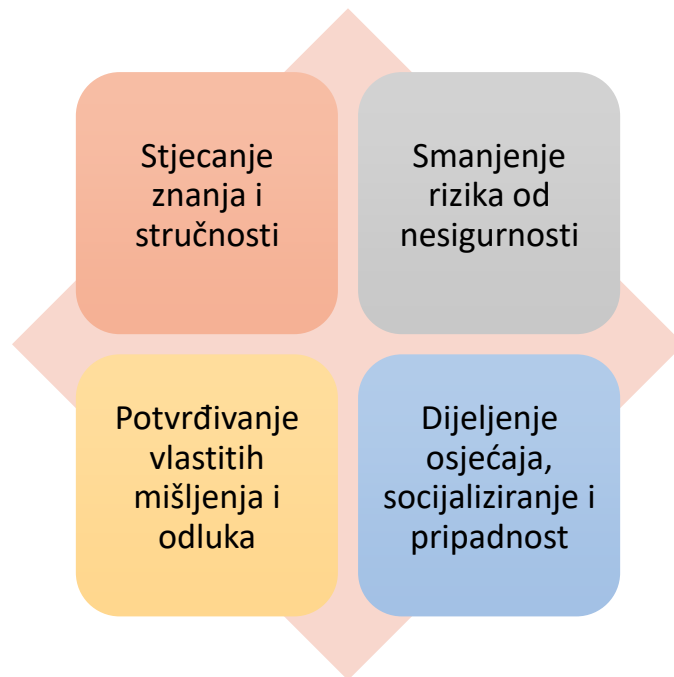 Stjecanje
znanja i
stručnosti
Smanjenje
rizika od
nesigurnosti
Potvrđivanje
vlastitih
mišljenja i
odluka
Dijeljenje
osjećaja,
socijaliziranje i
pripadnost